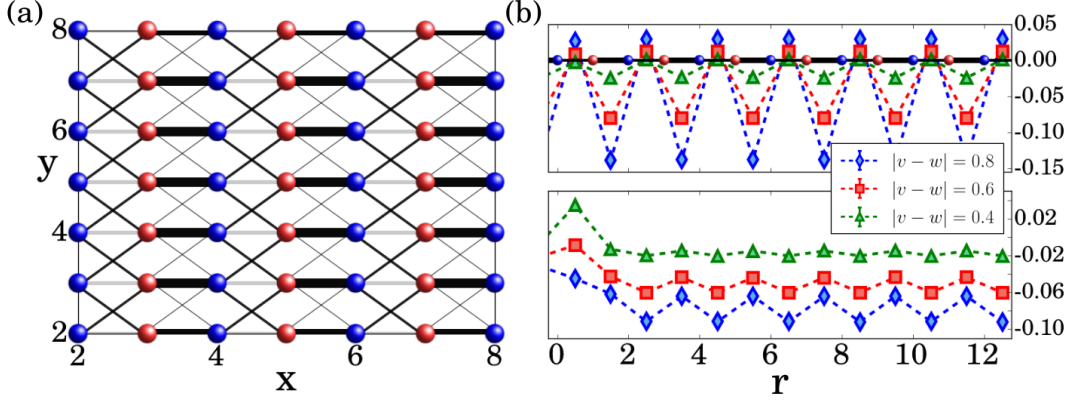 (a)
8
6
4
2
y
2 4 6 8
x
(b)
0.05
0.00
-0.05
-0.10
-0.15
|v − w| = 0.8
|v − w| = 0.6
|v − w| = 0.4
0.02
-0.02
-0.06
-0.10
0 2 4 6 8 10 12
r